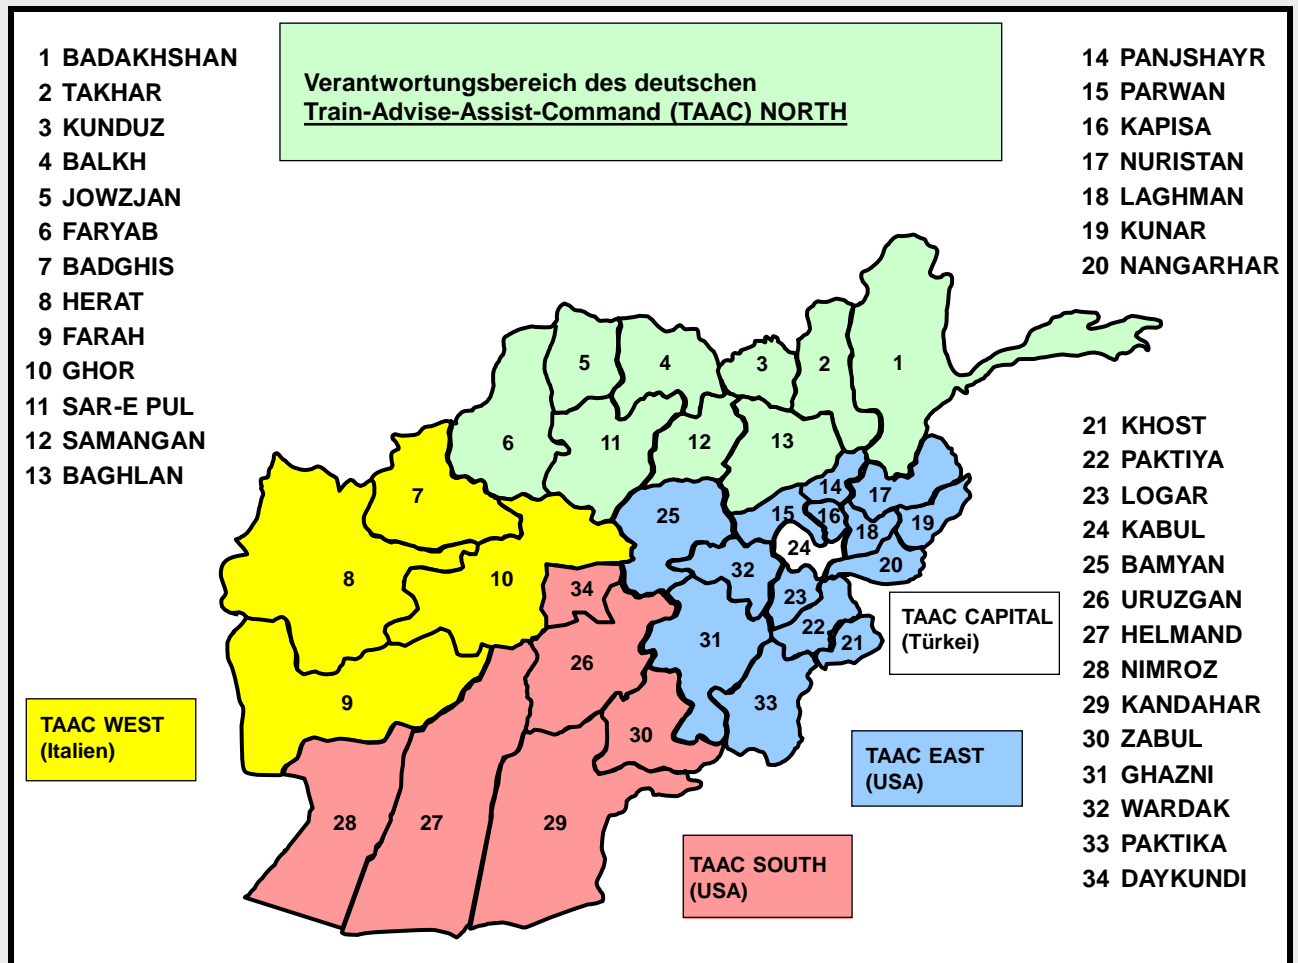 1 BADAKHSHAN
2 TAKHAR
3 KUNDUZ
4 BALKH
5 JOWZJAN
6 FARYAB
7 BADGHIS
8 HERAT
9 FARAH
10 GHOR
11 SAR-E PUL
12 SAMANGAN
13 BAGHLAN
Verantwortungsbereich des deutschen
Train-Advise-Assist-Command (TAAC) NORTH
14 PANJSHAYR
15 PARWAN
16 KAPISA
17 NURISTAN
18 LAGHMAN
19 KUNAR
20 NANGARHAR
21 KHOST
22 PAKTIYA
23 LOGAR
24 KABUL
25 BAMYAN
26 URUZGAN
27 HELMAND
28 NIMROZ
29 KANDAHAR
30 ZABUL
31 GHAZNI
32 WARDAK
33 PAKTIKA
34 DAYKUNDI
5
4
3
2
1
6
11
12
13
7
25
14
17
15
16
18
19
24
20
8
10
34
32
23
22
21
31
26
9
33
30
28
27
29
TAAC CAPITAL
(Türkei)
TAAC WEST
(Italien)
TAAC EAST
(USA)
TAAC SOUTH
(USA)